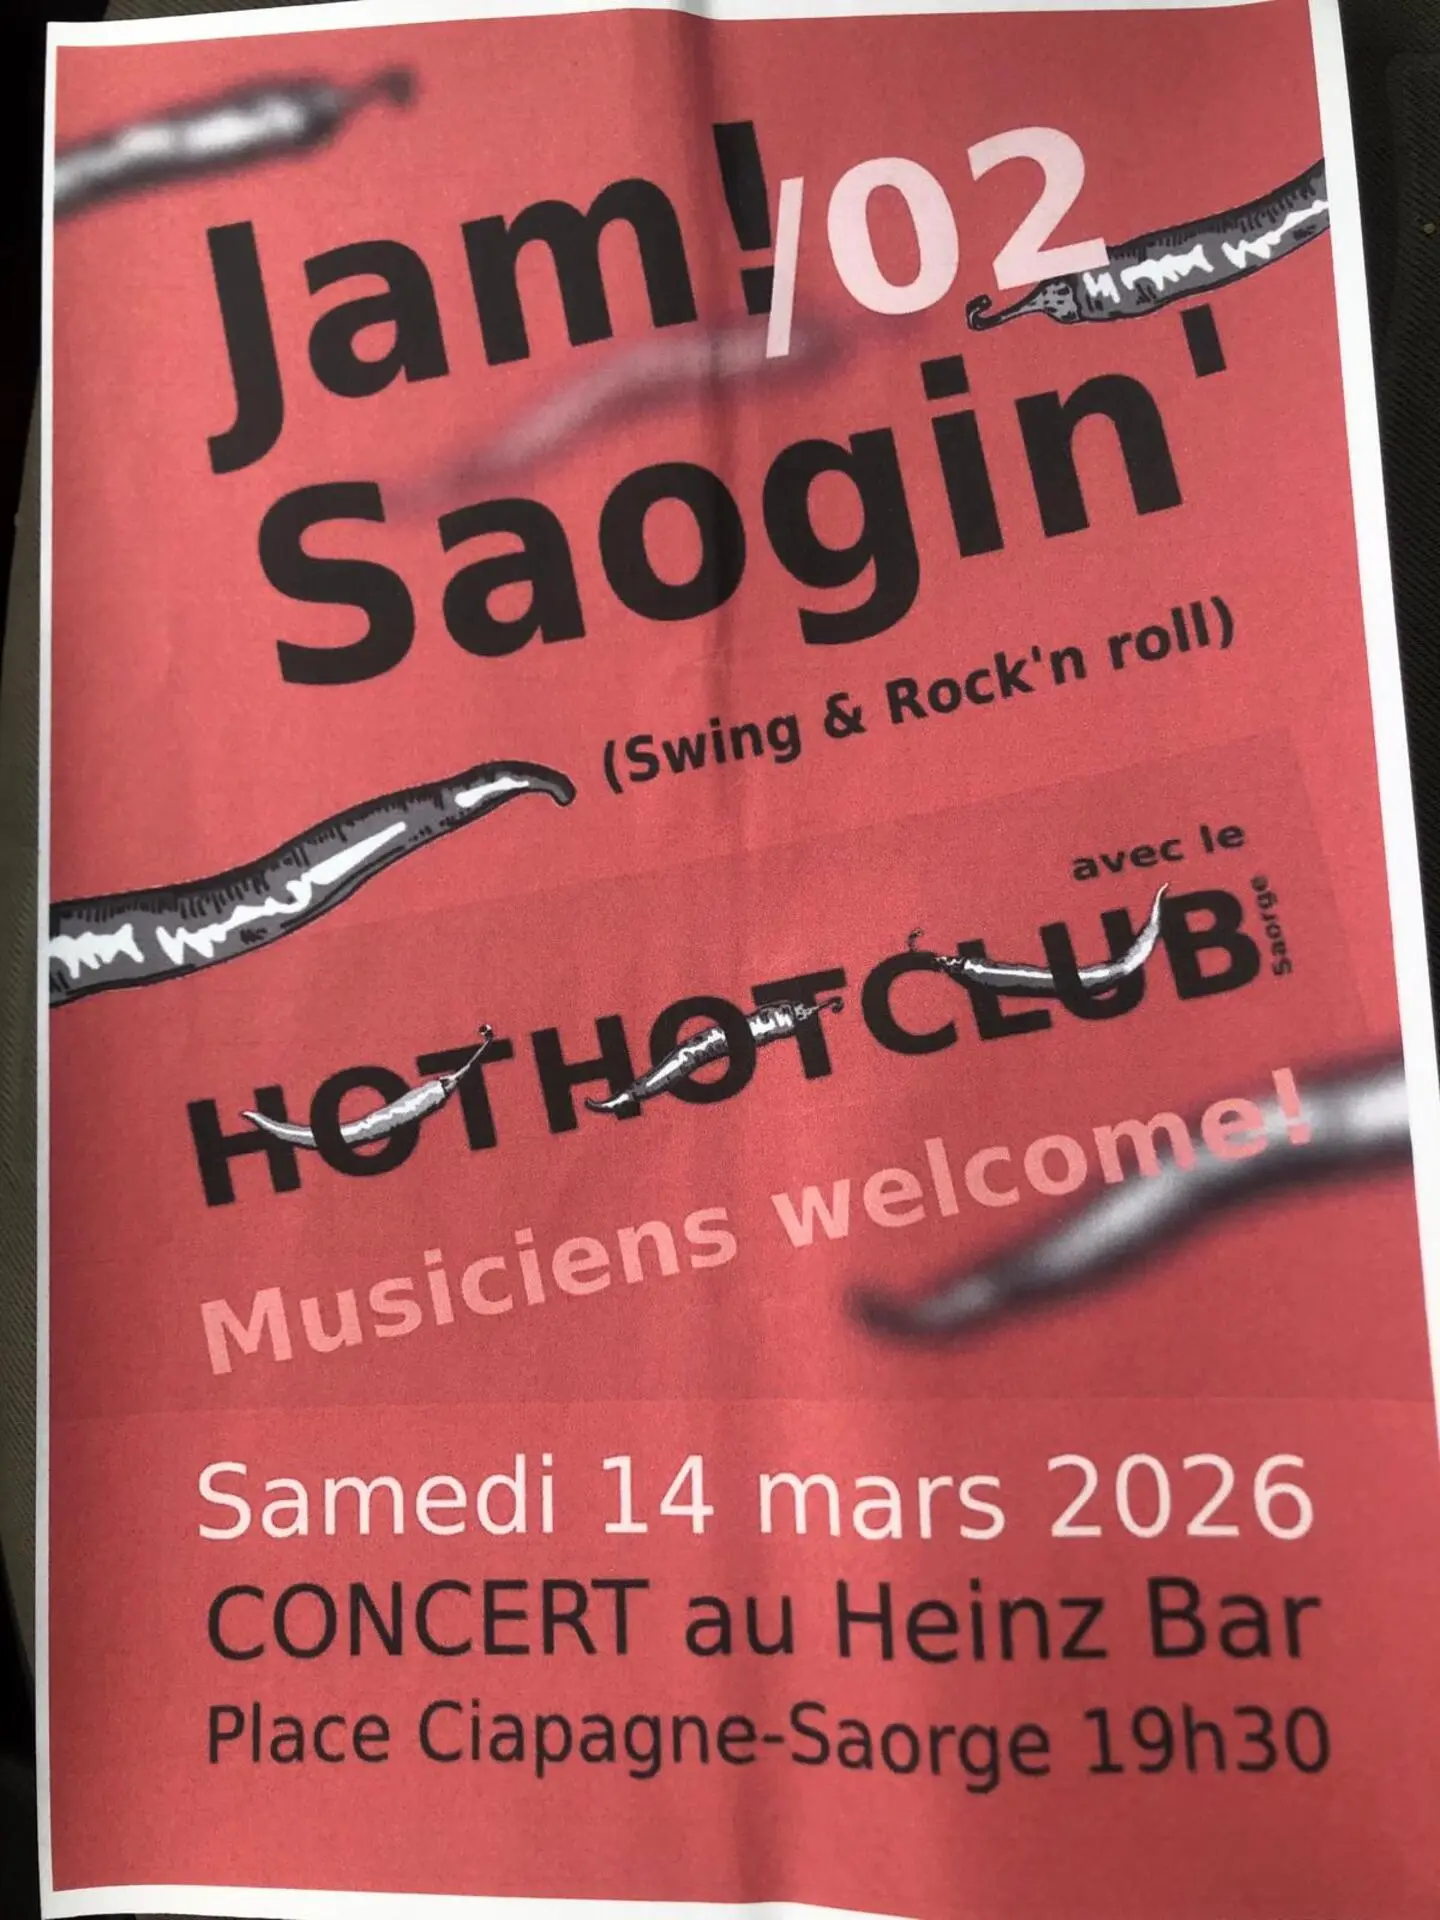 Jam!/02
Saogin'
(Swing & Rock'n roll)
avec le
HOTHOTCLUB
Saorge
Musiciens welcome!
Samedi 14 mars 2026
CONCERT au Heinz Bar
Place Ciapagne-Saorge 19h30